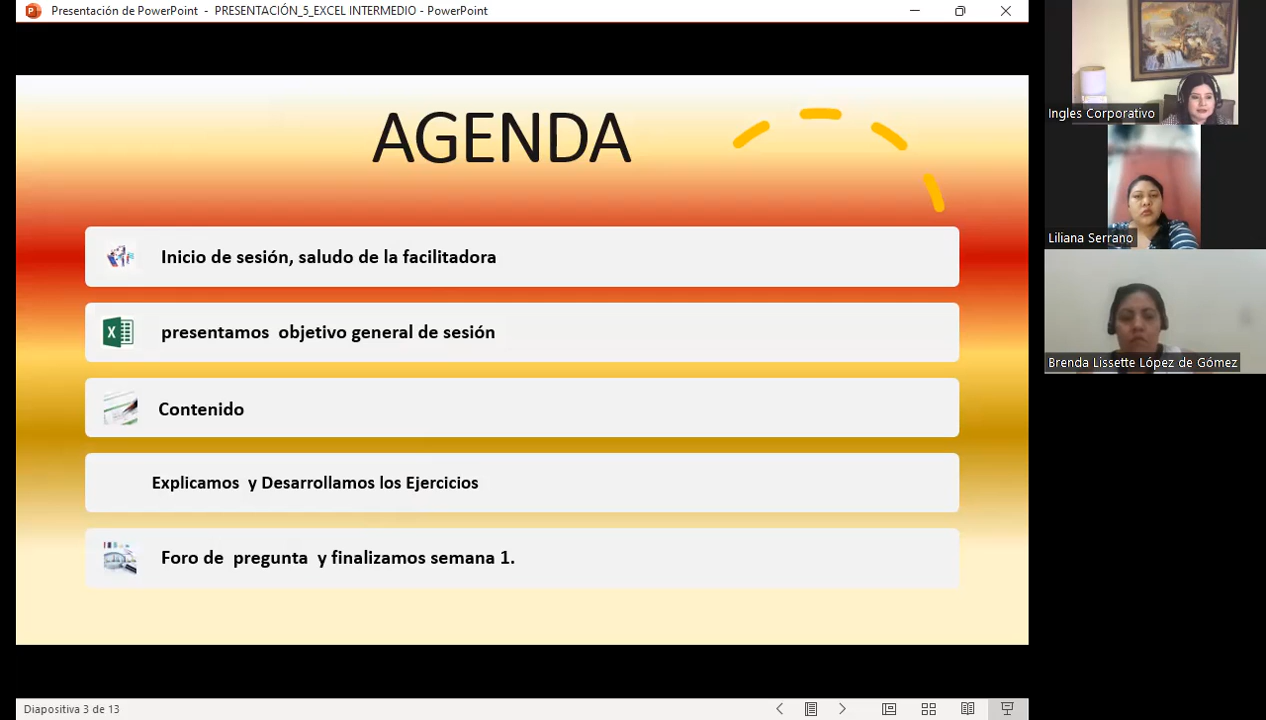 Presentación de PowerPoint - PRESENTACIÓN_5_EXCEL INTERMEDIO - PowerPoint
AGENDA
Inicio de sesión, saludo de la facilitadora
presentamos objetivo general de sesión
Contenido
Explicamos y Desarrollamos los Ejercicios
Foro de pregunta y finalizamos semana 1.
Diapositiva 3 de 13
Ingles Corporativo
Liliana Serrano
Brenda Lissette López de Gómez